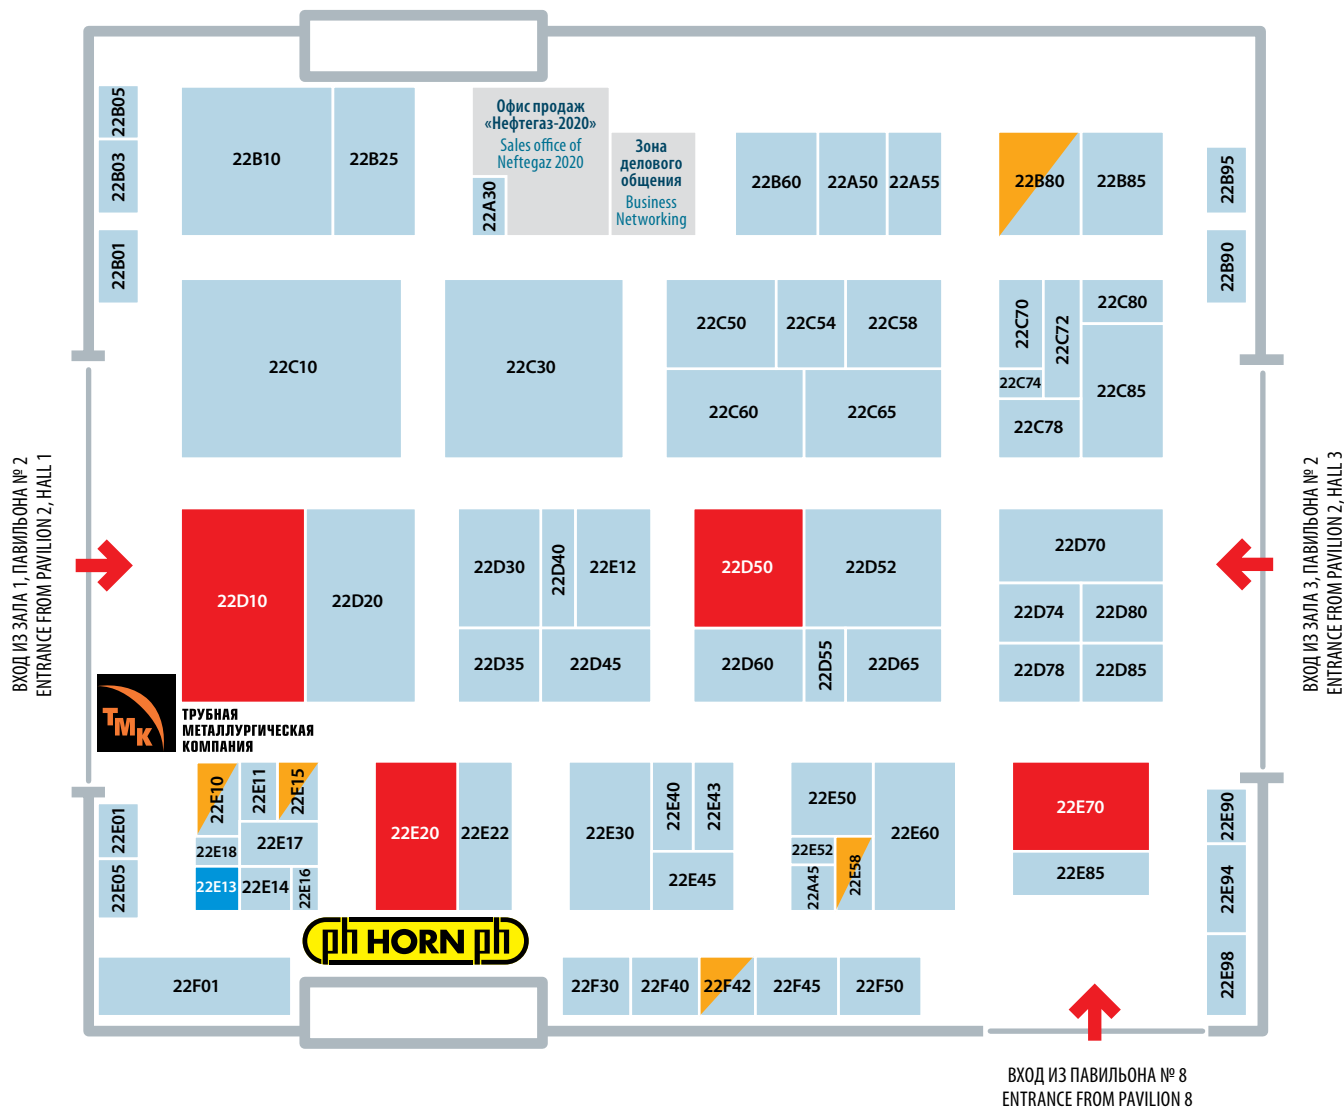 22B05
22B03
22B01
22B10
22B25
Офис продаж
«Нефтегаз-2020»
Sales office of
Neftegaz 2020
22A30
Зона
делового
общения
Business
Networking
22B60
22A50
22A55
22B80
22B85
22B95
22B90
22C10
22C30
22C50
22C54
22C58
22C60
22C65
22C70
22C72
22C74
22C78
22C80
22C85
ВХОД ИЗ ЗАЛА 1, ПАВИЛЬОНА № 2
ENTRANCE FROM PAVILION 2, HALL 1
ВХОД ИЗ ЗАЛА 3, ПАВИЛЬОНА № 2
ENTRANCE FROM PAVILION 2, HALL 3
22D10
22D20
22D30
22D40
22E12
22D35
22D45
22D50
22D52
22D60
22D55
22D65
22D70
22D74
22D80
22D78
22D85
ТМК
ТРУБНАЯ
МЕТАЛЛУРГИЧЕСКАЯ
КОМПАНИЯ
22E01
22E05
22E10
22E11
22E15
22E18
22E17
22E13
22E14
22E16
22E20
22E22
22E30
22E40
22E43
22E45
22E50
22E52
22A45
22E58
22E60
22E70
22E85
22E90
22E94
22E98
ph HORN ph
22F01
22F30
22F40
22F42
22F45
22F50
ВХОД ИЗ ПАВИЛЬОНА № 8
ENTRANCE FROM PAVILION 8